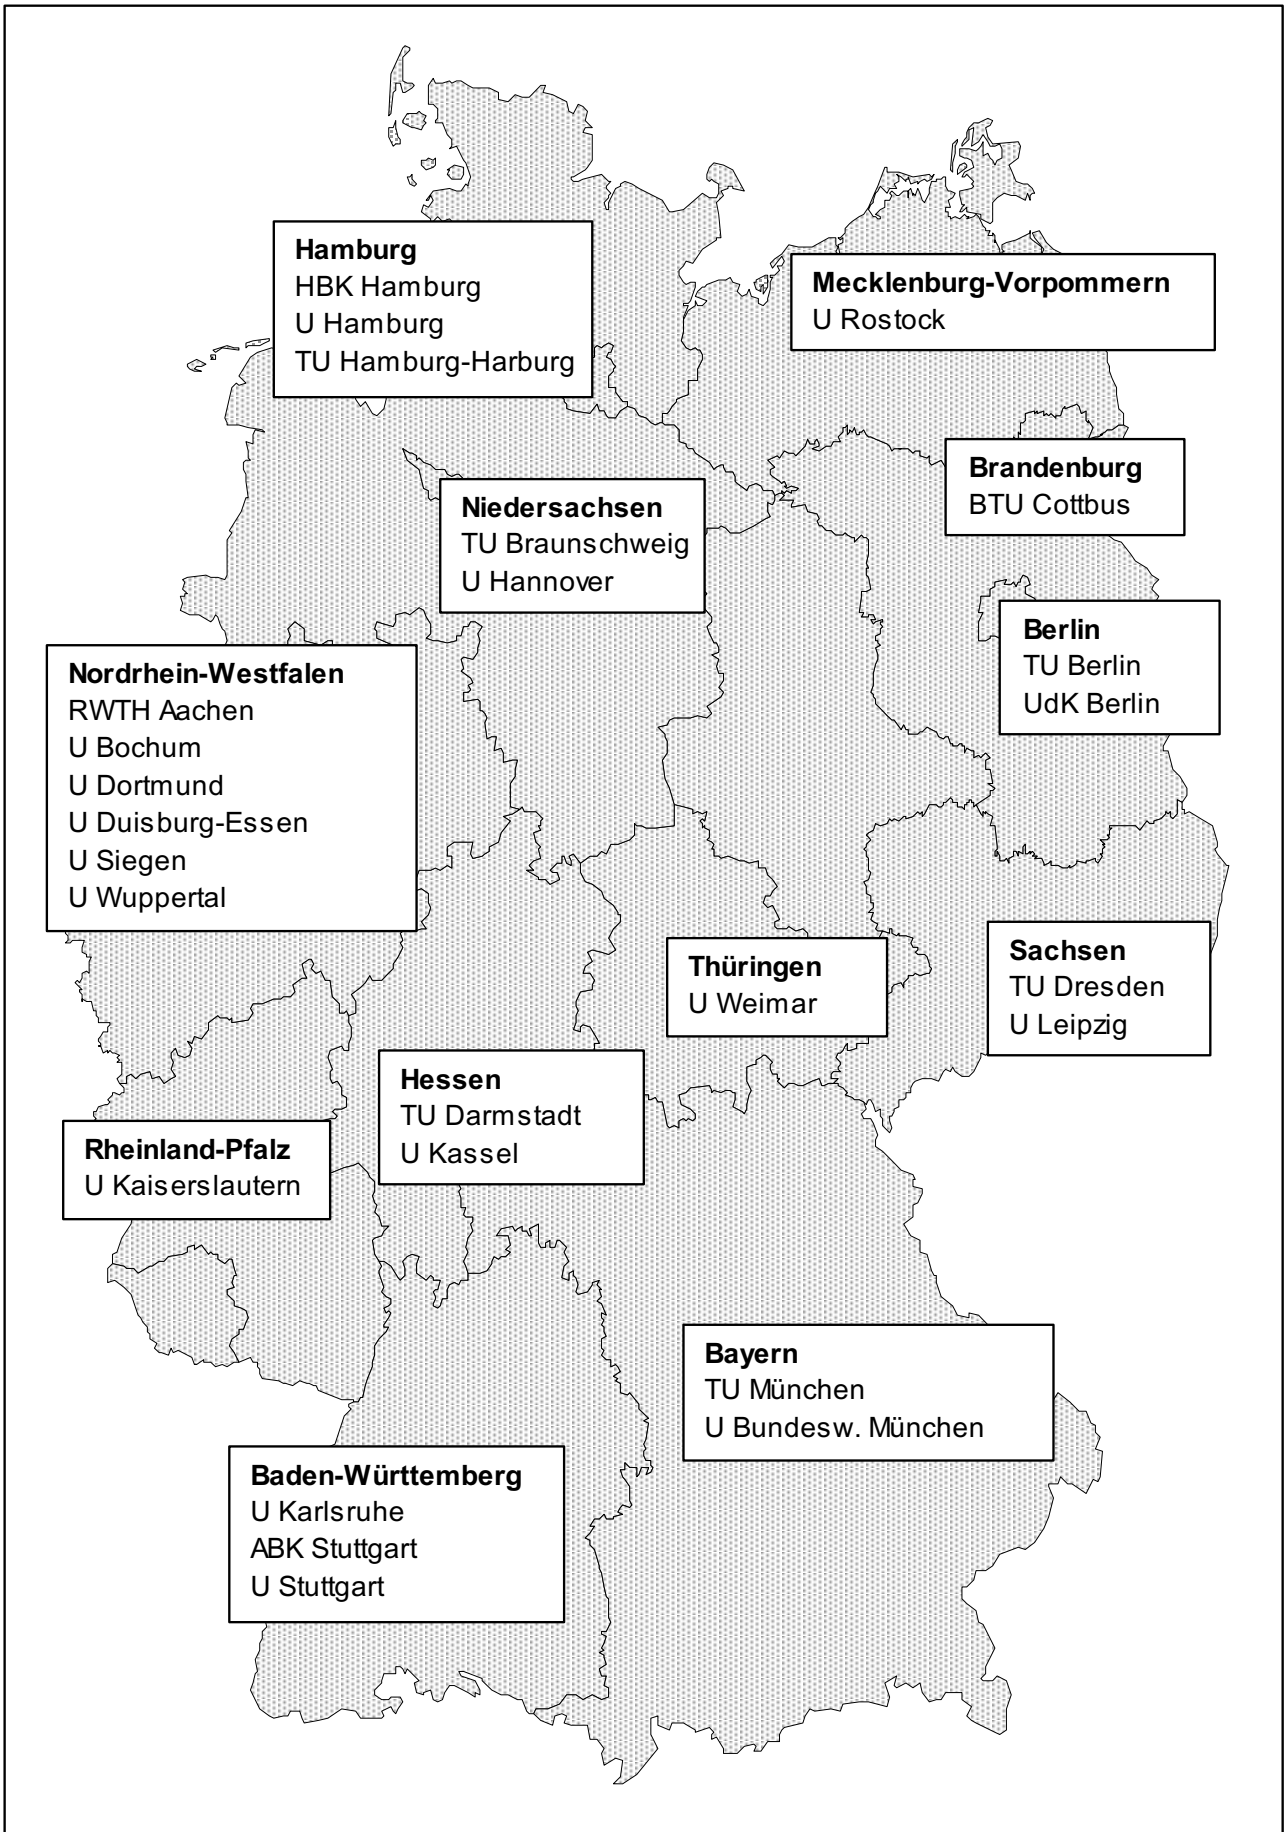 Hamburg
HBK Hamburg
U Hamburg
TU Hamburg-Harburg
Mecklenburg-Vorpommern
U Rostock
Brandenburg
BTU Cottbus
Niedersachsen
TU Braunschweig
U Hannover
Berlin
TU Berlin
UdK Berlin
Nordrhein-Westfalen
RWTH Aachen
U Bochum
U Dortmund
U Duisburg-Essen
U Siegen
U Wuppertal
Sachsen
TU Dresden
U Leipzig
Thüringen
U Weimar
Hessen
TU Darmstadt
U Kassel
Rheinland-Pfalz
U Kaiserslautern
Bayern
TU München
U Bundesw. München
Baden-Württemberg
U Karlsruhe
ABK Stuttgart
U Stuttgart